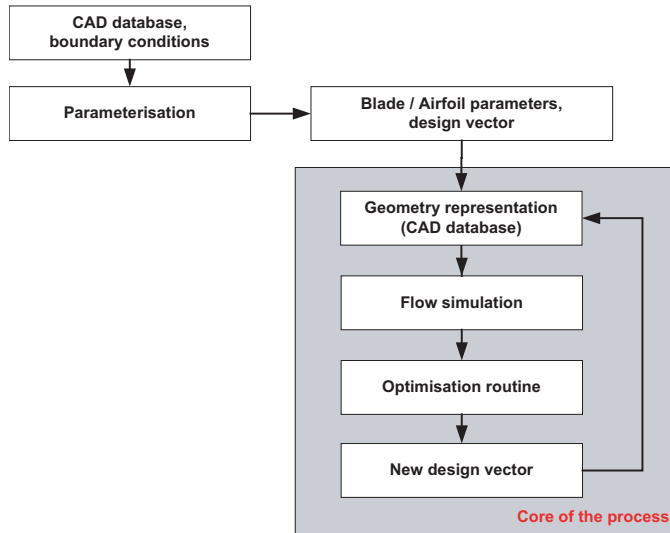 CAD database,
boundary conditions
Parameterisation
Blade / Airfoil parameters,
design vector
Geometry representation
(CAD database)
Flow simulation
Optimisation routine
New design vector
Core of the process